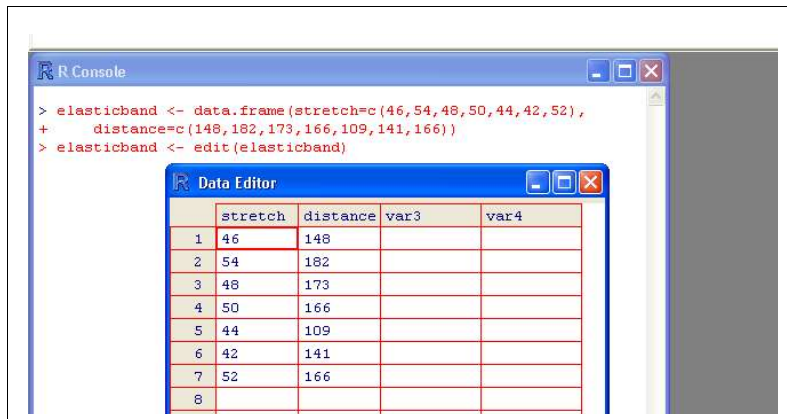 R Console
> elasticband <- data.frame(stretch=c(46,54,48,50,44,42,52),
+     distance=c(148,182,173,166,109,141,166))
> elasticband <- edit(elasticband)
Data Editor
stretch distance var3 var4
1 46 148
2 54 182
3 48 173
4 50 166
5 44 109
6 42 141
7 52 166
8